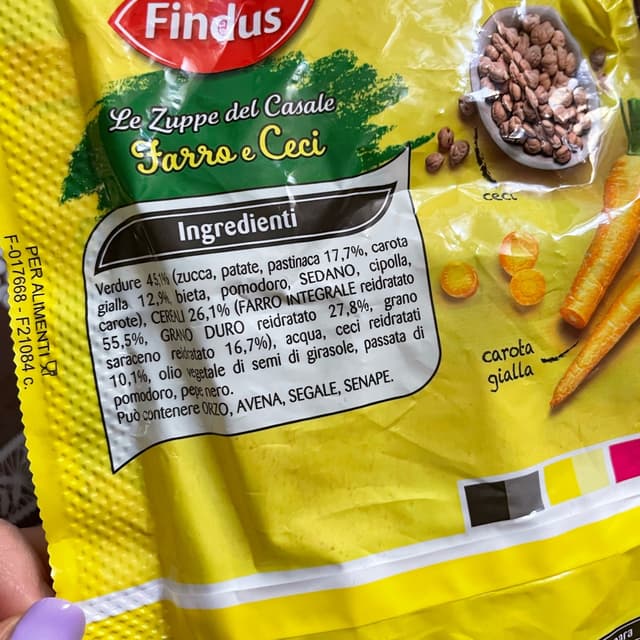 Findus
Le Zuppe del Casale
Farro e Ceci
ceci
Ingredienti
Verdure 45,1% (zucca, patate, pastinaca 17,7%, carota
gialla 12,9%, bieta, pomodoro, SEDANO, cipolla,
carote), CEREALI 26,1% (FARRO INTEGRALE reidratato
55,5%, GRANO DURO reidratato 27,8%, grano
saraceno reidratato 16,7%), acqua, ceci reidratati
10,1%, olio vegetale di semi di girasole, passata di
pomodoro, pepe nero.
Può contenere ORZO, AVENA, SEGALE, SENAPE.
carota
gialla
PER ALIMENTI
F-017668 - F21084 c.